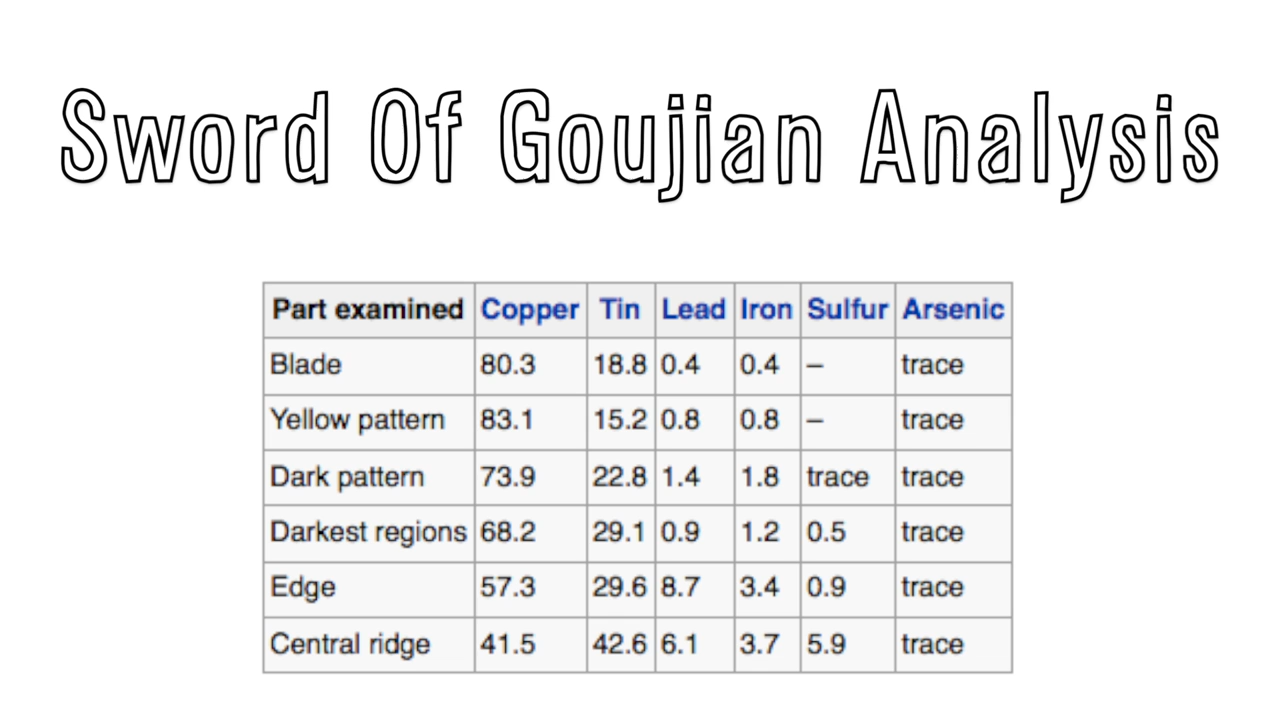 Sword Of Goujian Analysis
Part examined Copper Tin Lead Iron Sulfur Arsenic
Blade 80.3 18.8 0.4 0.4 – trace
Yellow pattern 83.1 15.2 0.8 0.8 – trace
Dark pattern 73.9 22.8 1.4 1.8 trace trace
Darkest regions 68.2 29.1 0.9 1.2 0.5 trace
Edge 57.3 29.6 8.7 3.4 0.9 trace
Central ridge 41.5 42.6 6.1 3.7 5.9 trace